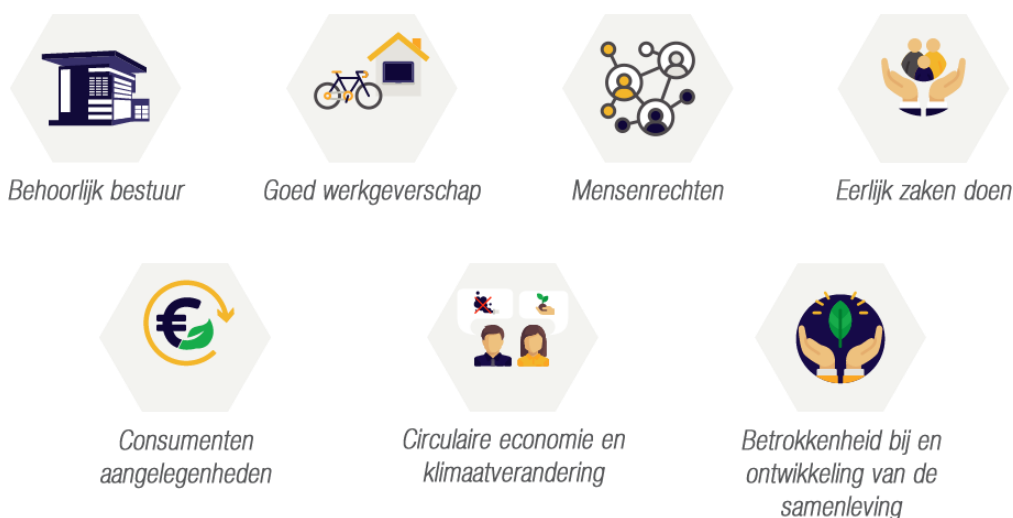 Behoorlijk bestuur
Goed werkgeverschap
Mensenrechten
Eerlijk zaken doen
Consumenten
aangelegenheden
Circulaire economie en
klimaatverandering
Betrokkenheid bij en
ontwikkeling van de
samenleving